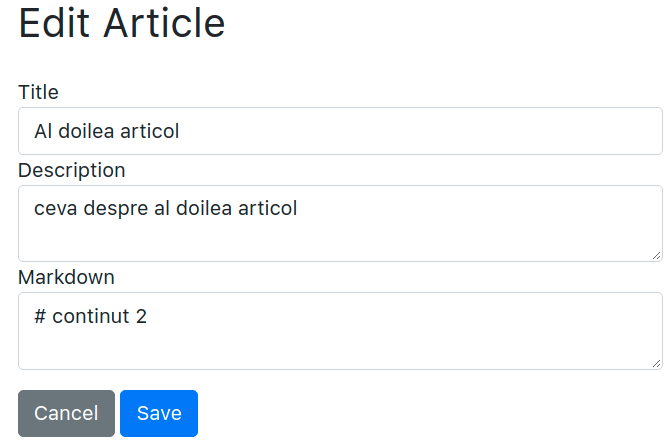 Edit Article
Title
Al doilea articol
Description
ceva despre al doilea articol
Markdown
# continut 2
Cancel Save